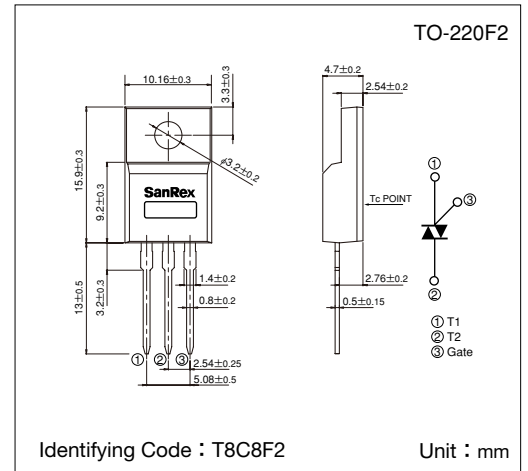 TO-220F2
10.16±0.3
3.3±0.3
4.7±0.2
2.54±0.2
15.9±0.3
9.2±0.3
φ3.2±0.2
SanRex
Tc POINT
①
③
②
13±0.5
3.2±0.3
1.4±0.2
0.8±0.2
2.76±0.2
0.5±0.15
① ② ③
2.54±0.25
5.08±0.5
① T1
② T2
③ Gate
Identifying Code：T8C8F2
Unit：mm